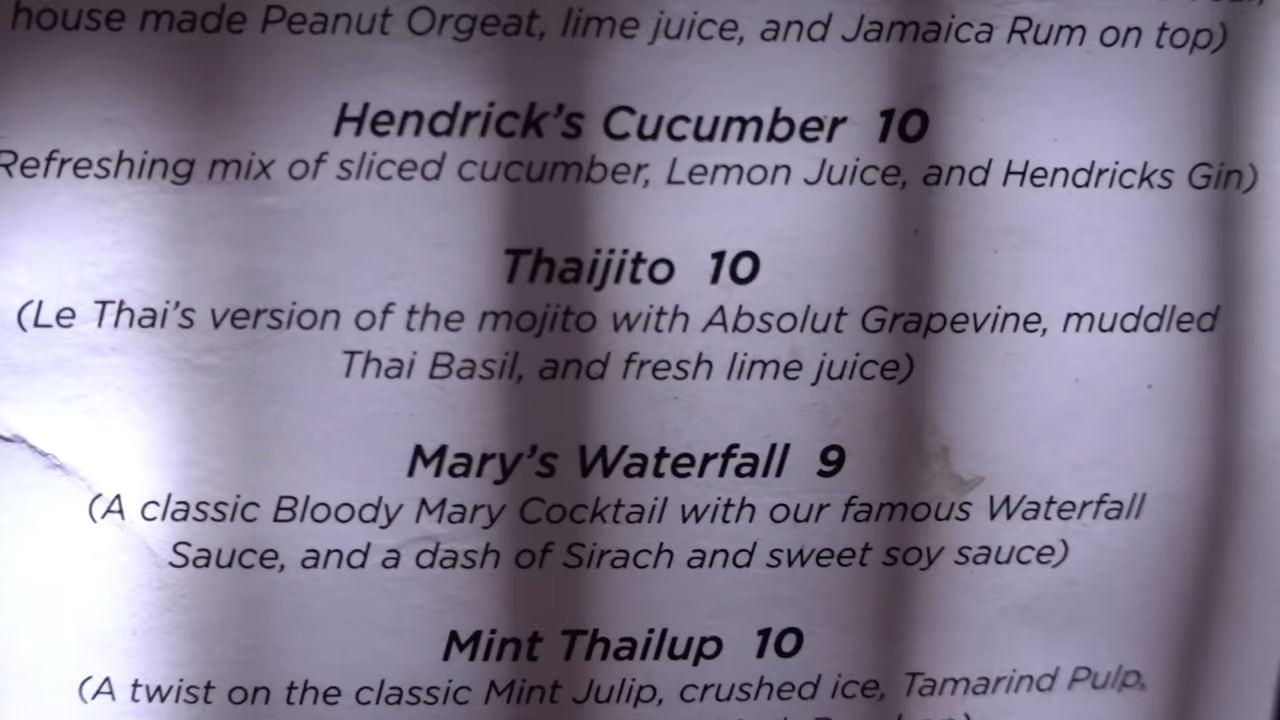 house made Peanut Orgeat, lime juice, and Jamaica Rum on top)
Hendrick's Cucumber 10
Refreshing mix of sliced cucumber, Lemon Juice, and Hendricks Gin)
Thaijito 10
(Le Thai's version of the mojito with Absolut Grapevine, muddled
Thai Basil, and fresh lime juice)
Mary's Waterfall 9
(A classic Bloody Mary Cocktail with our famous Waterfall
Sauce, and a dash of Sirach and sweet soy sauce)
Mint Thailup 10
(A twist on the classic Mint Julip, crushed ice, Tamarind Pulp,